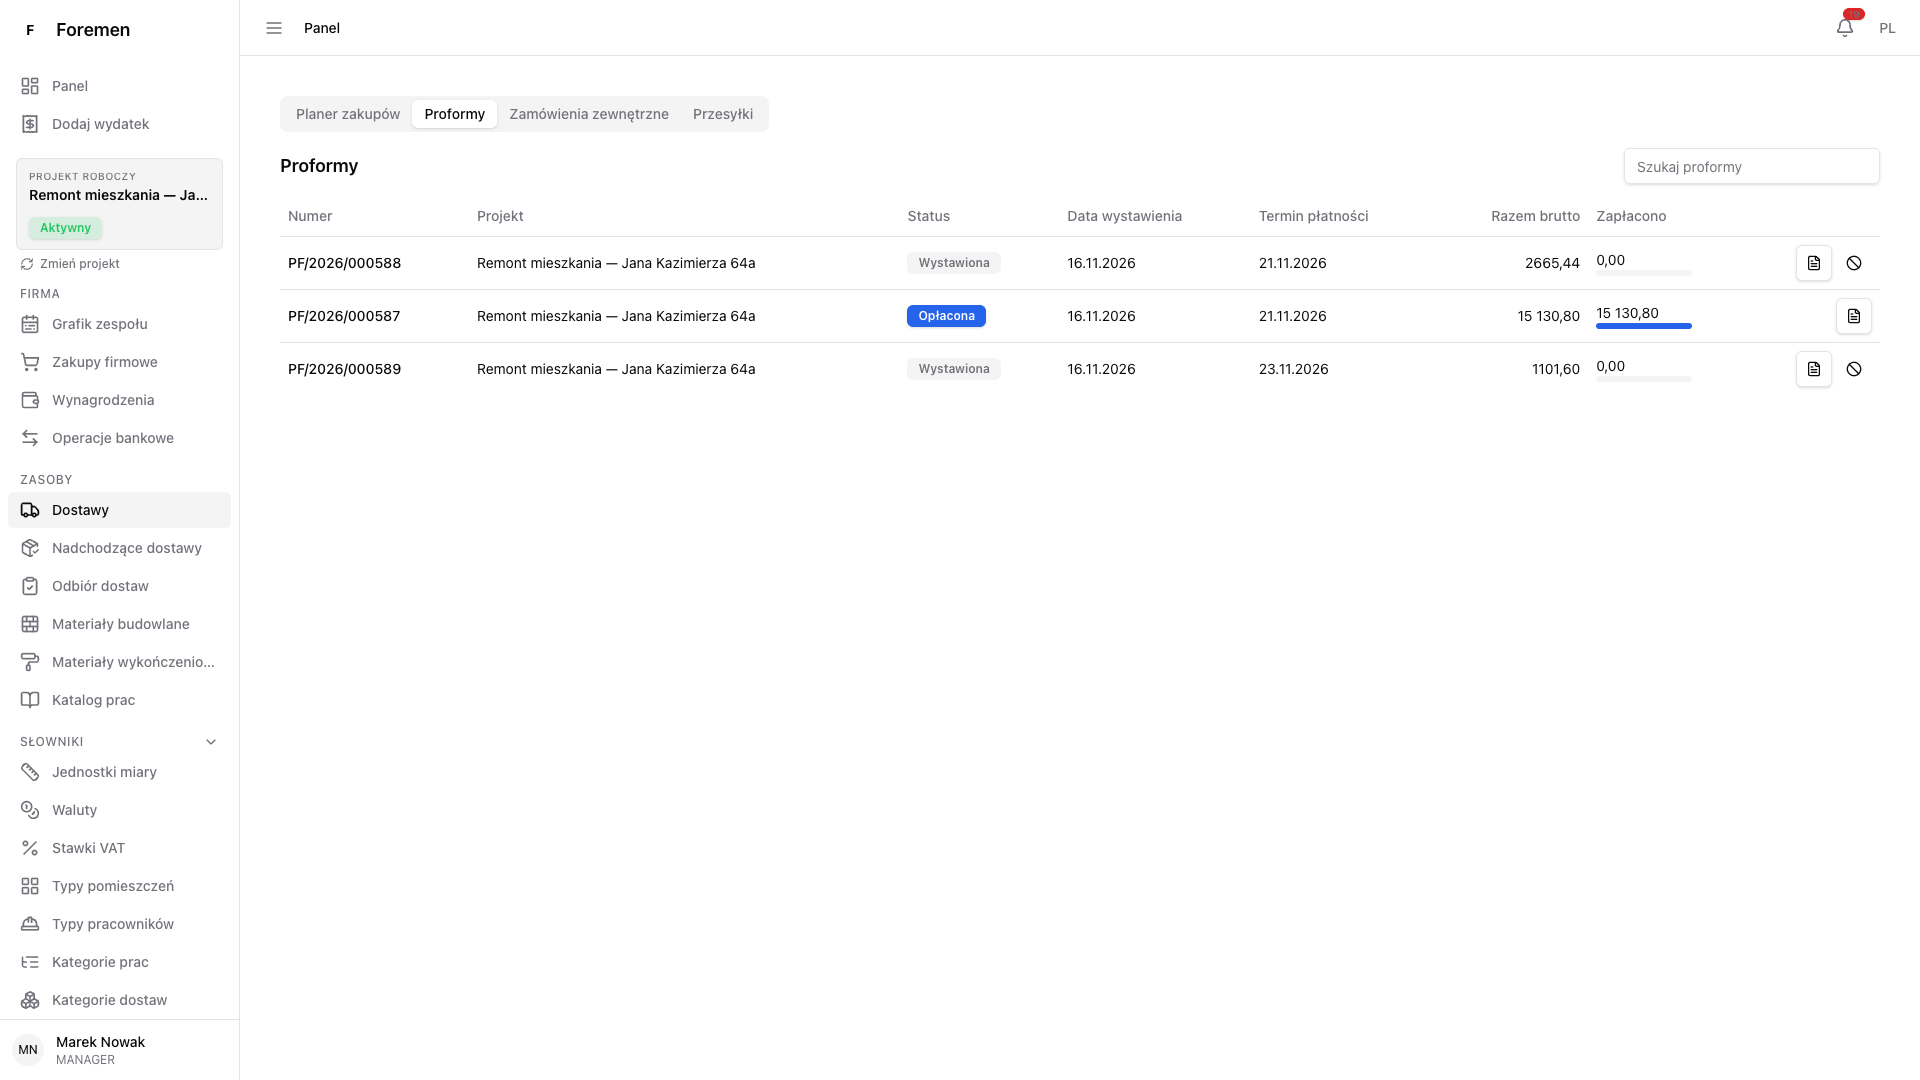 F Foremen
Panel
Dodaj wydatek
PROJEKT ROBOCZY
Remont mieszkania — Ja...
Aktywny
Zmień projekt
FIRMA
Grafik zespołu
Zakupy firmowe
Wynagrodzenia
Operacje bankowe
ZASOBY
Dostawy
Nadchodzące dostawy
Odbiór dostaw
Materiały budowlane
Materiały wykończenio...
Katalog prac
SŁOWNIKI
Jednostki miary
Waluty
Stawki VAT
Typy pomieszczeń
Typy pracowników
Kategorie prac
Kategorie dostaw
MN Marek Nowak
MANAGER
Panel
PL
Planer zakupów Proformy Zamówienia zewnętrzne Przesyłki
Proformy
Szukaj proformy
Numer Projekt Status Data wystawienia Termin płatności Razem brutto Zapłacono
PF/2026/000588 Remont mieszkania — Jana Kazimierza 64a Wystawiona 16.11.2026 21.11.2026 2665,44 0,00
PF/2026/000587 Remont mieszkania — Jana Kazimierza 64a Opłacona 16.11.2026 21.11.2026 15 130,80 15 130,80
PF/2026/000589 Remont mieszkania — Jana Kazimierza 64a Wystawiona 16.11.2026 23.11.2026 1101,60 0,00